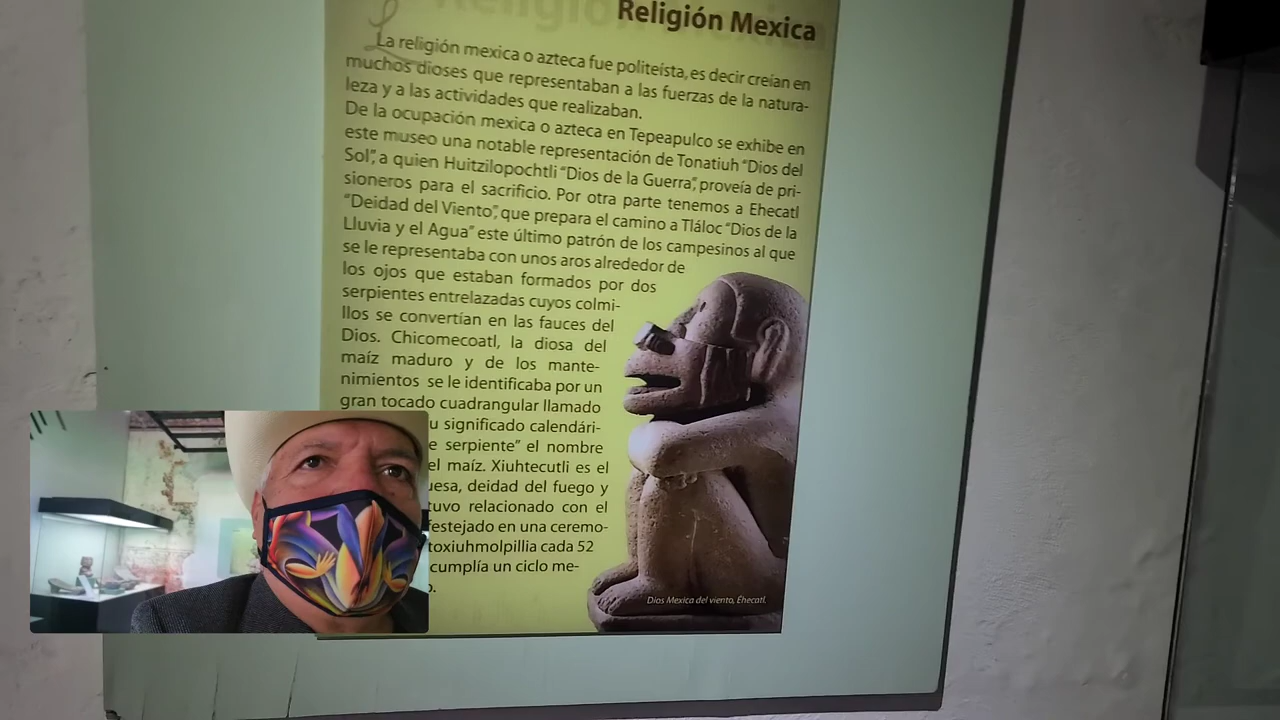 Religión Mexica
La religión mexica o azteca fue politeísta, es decir creían en
muchos dioses que representaban a las fuerzas de la natura-
leza y a las actividades que realizaban.
De la ocupación mexica o azteca en Tepeapulco se exhibe en
este museo una notable representación de Tonatiuh “Dios del
Sol”, a quien Huitzilopochtli “Dios de la Guerra”, proveía de pri-
sioneros para el sacrificio. Por otra parte tenemos a Ehecatl
“Deidad del Viento”, que prepara el camino a Tláloc “Dios de la
Lluvia y el Agua” este último patrón de los campesinos al que
se le representaba con unos aros alrededor de
los ojos que estaban formados por dos
serpientes entrelazadas cuyos colmi-
llos se convertían en las fauces del
Dios. Chicomecoatl, la diosa del
maíz maduro y de los mante-
nimientos se le identificaba por un
gran tocado cuadrangular llamado
u significado calendári-
e serpiente” el nombre
el maíz. Xiuhtecutli es el
uesa, deidad del fuego y
tuvo relacionado con el
festejado en una ceremo-
toxiuhmolpillia cada 52
cumplía un ciclo me-
o.
Dios Mexica del viento, Ehecatl.